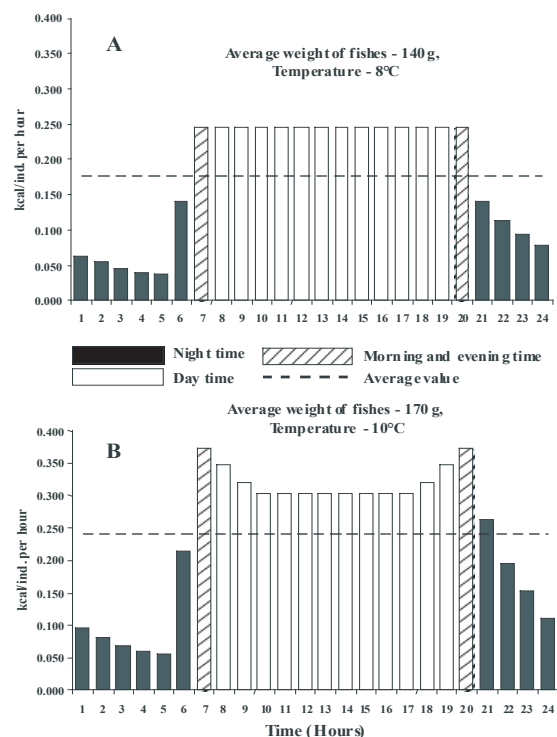 A
Average weight of fishes - 140 g,
Temperature - 8°C
kcal/ind. per hour
0.400
0.350
0.300
0.250
0.200
0.150
0.100
0.050
0.000
1 2 3 4 5 6 7 8 9 10 11 12 13 14 15 16 17 18 19 20 21 22 23 24
Night time
Morning and evening time
Day time
Average value
Average weight of fishes - 170 g,
Temperature - 10°C
B
kcal/ind. per hour
0.400
0.350
0.300
0.250
0.200
0.150
0.100
0.050
0.000
1 2 3 4 5 6 7 8 9 10 11 12 13 14 15 16 17 18 19 20 21 22 23 24
Time (Hours)